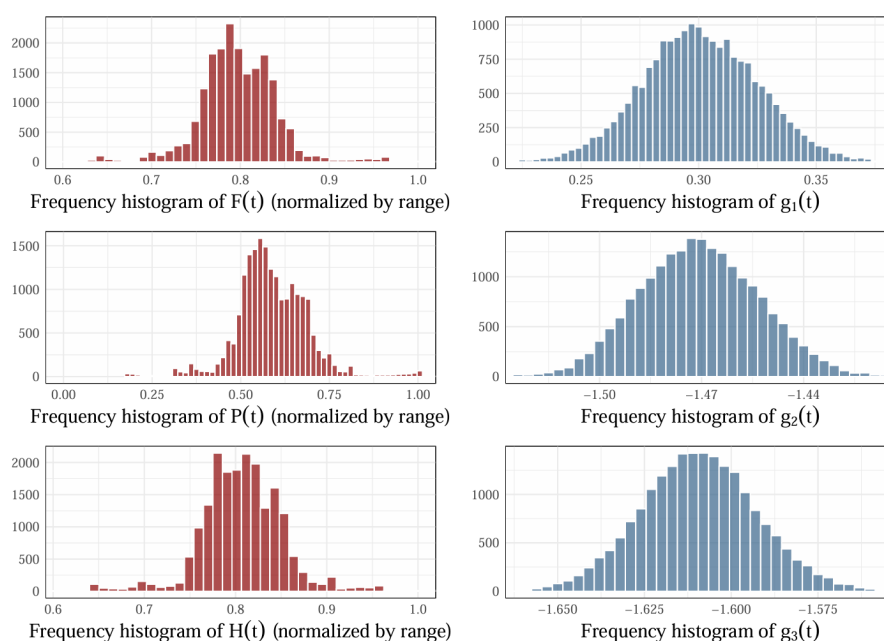 2000
1500
1000
500
0
0.6 0.7 0.8 0.9 1.0
Frequency histogram of F(t) (normalized by range)
1000
750
500
250
0
0.25 0.30 0.35
Frequency histogram of g₁(t)
1500
1000
500
0
0.00 0.25 0.50 0.75 1.00
Frequency histogram of P(t) (normalized by range)
1000
500
0
−1.50 −1.47 −1.44
Frequency histogram of g₂(t)
2000
1500
1000
500
0
0.6 0.7 0.8 0.9 1.0
Frequency histogram of H(t) (normalized by range)
1000
500
0
−1.650 −1.625 −1.600 −1.575
Frequency histogram of g₃(t)